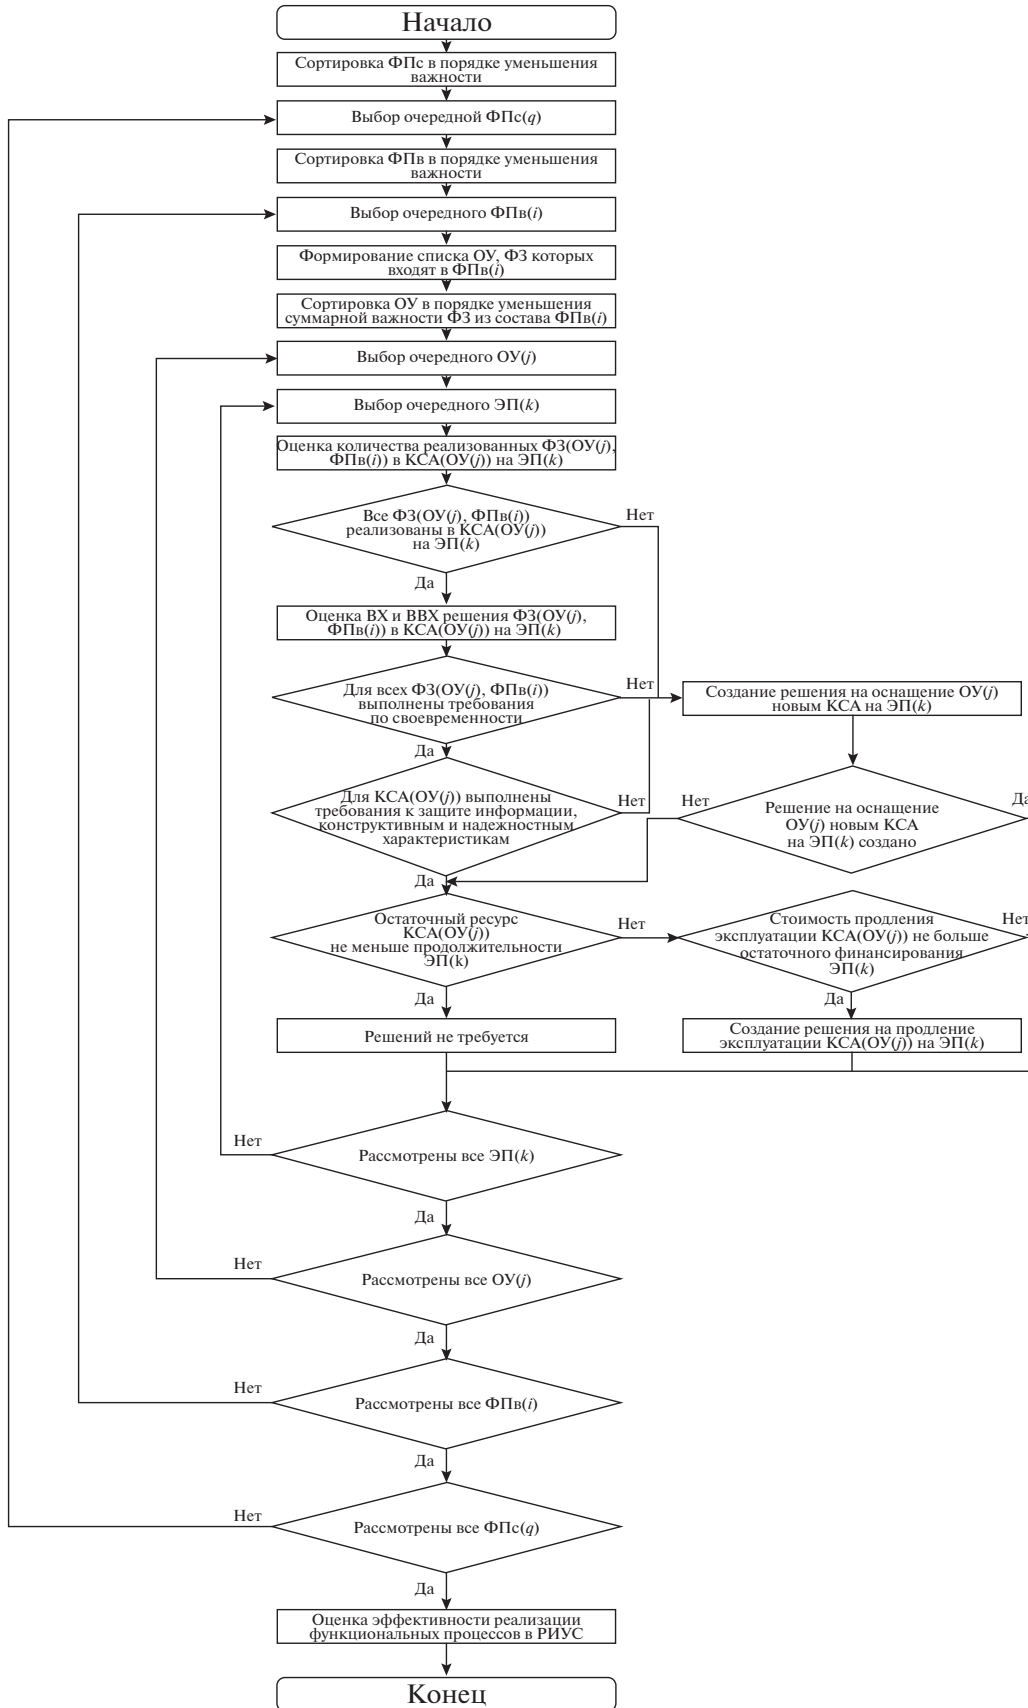 Начало
Сортировка ФПс в порядке уменьшения
важности
Выбор очередной ФПс(q)
Сортировка ФПв в порядке уменьшения
важности
Выбор очередного ФПв(i)
Формирование списка ОУ, ФЗ которых
входят в ФПв(i)
Сортировка ОУ в порядке уменьшения
суммарной важности ФЗ из состава ФПв(i)
Выбор очередного ОУ(j)
Выбор очередного ЭП(k)
Оценка количества реализованных ФЗ(ОУ(j),
ФПв(i)) в КСА(ОУ(j)) на ЭП(k)
Все ФЗ(ОУ(j), ФПв(i))
реализованы в КСА(ОУ(j))
на ЭП(k)
Нет
Да
Оценка ВХ и ВВХ решения ФЗ(ОУ(j),
ФПв(i)) в КСА(ОУ(j)) на ЭП(k)
Для всех ФЗ(ОУ(j), ФПв(i))
выполнены требования
по своевременности
Нет
Да
Создание решения на оснащение ОУ(j)
новым КСА на ЭП(k)
Для КСА(ОУ(j)) выполнены
требования к защите информации,
конструктивным и надежностным
характеристикам
Нет
Да
Нет
Решение на оснащение
ОУ(j) новым КСА
на ЭП(k) создано
Да
Остаточный ресурс
КСА(ОУ(j))
не меньше продолжительности
ЭП(k)
Нет
Да
Стоимость продления
эксплуатации КСА(ОУ(j)) не больше
остаточного финансирования
ЭП(k)
Нет
Да
Решений не требуется
Создание решения на продление
эксплуатации КСА(ОУ(j)) на ЭП(k)
Нет
Рассмотрены все ЭП(k)
Да
Нет
Рассмотрены все ОУ(j)
Да
Нет
Рассмотрены все ФПв(i)
Да
Нет
Рассмотрены все ФПс(q)
Да
Оценка эффективности реализации
функциональных процессов в РИУС
Конец